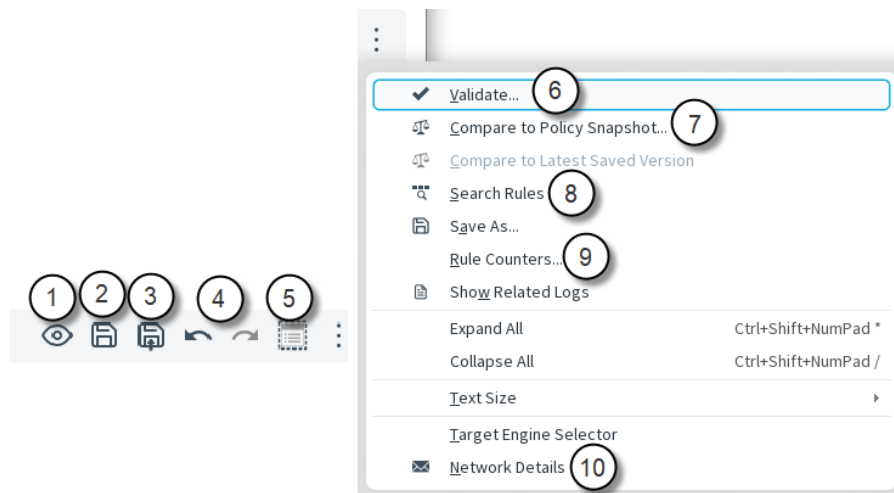 6
Validate...
7
Compare to Policy Snapshot...
Compare to Latest Saved Version
Search Rules
8
Save As...
Rule Counters...
9
Show Related Logs
1
2
3
4
5
Expand All Ctrl+Shift+NumPad *
Collapse All Ctrl+Shift+NumPad /
Text Size
Target Engine Selector
Network Details
10